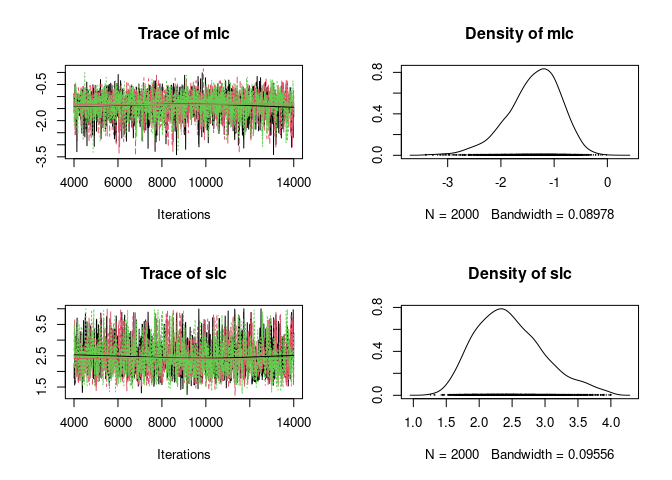 Trace of mlc
-0.5
-2.0
-3.5
4000 6000 8000 10000 14000
Iterations
Density of mlc
0.8
0.4
0.0
-3 -2 -1 0
N = 2000 Bandwidth = 0.08978
Trace of slc
3.5
2.5
1.5
4000 6000 8000 10000 14000
Iterations
Density of slc
0.8
0.4
0.0
1.0 1.5 2.0 2.5 3.0 3.5 4.0
N = 2000 Bandwidth = 0.09556